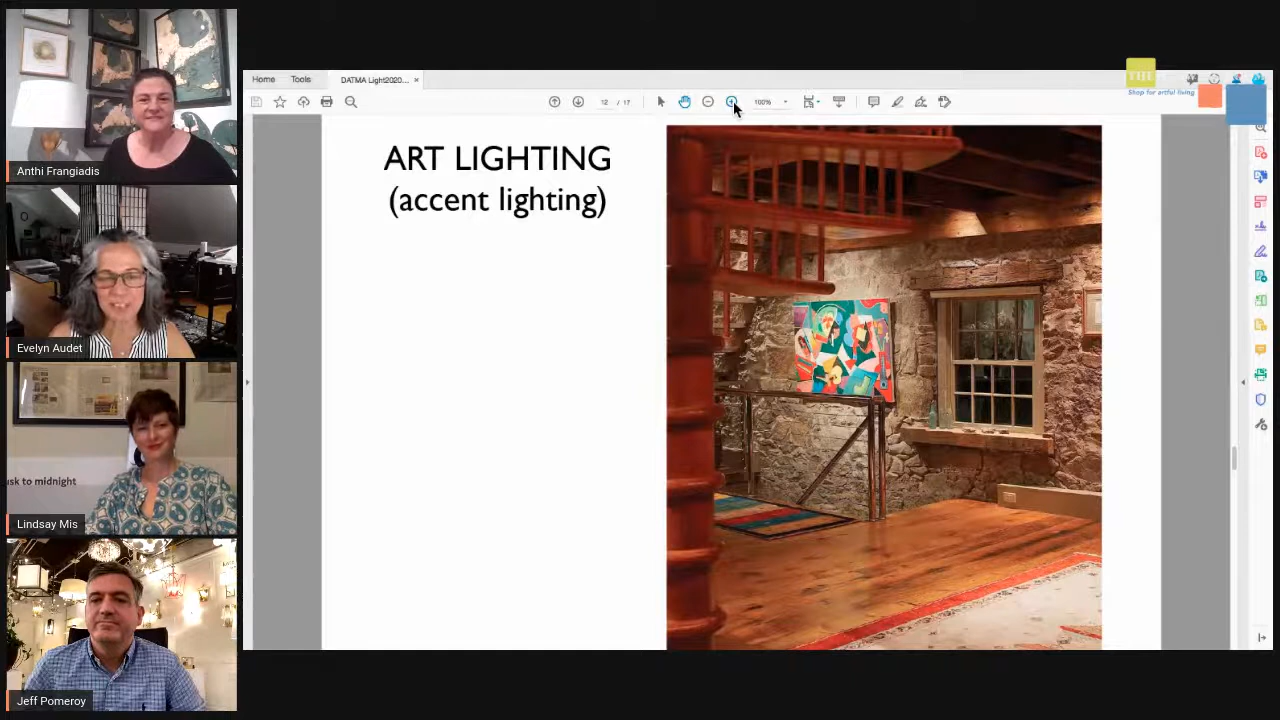 Anthi Frangiadis
Evelyn Audet
usk to midnight
Lindsay Mis
Jeff Pomeroy
Home
Tools
DATMA Light2020...
×
12 / 17
100%
Shop for artful living
ART LIGHTING
(accent lighting)